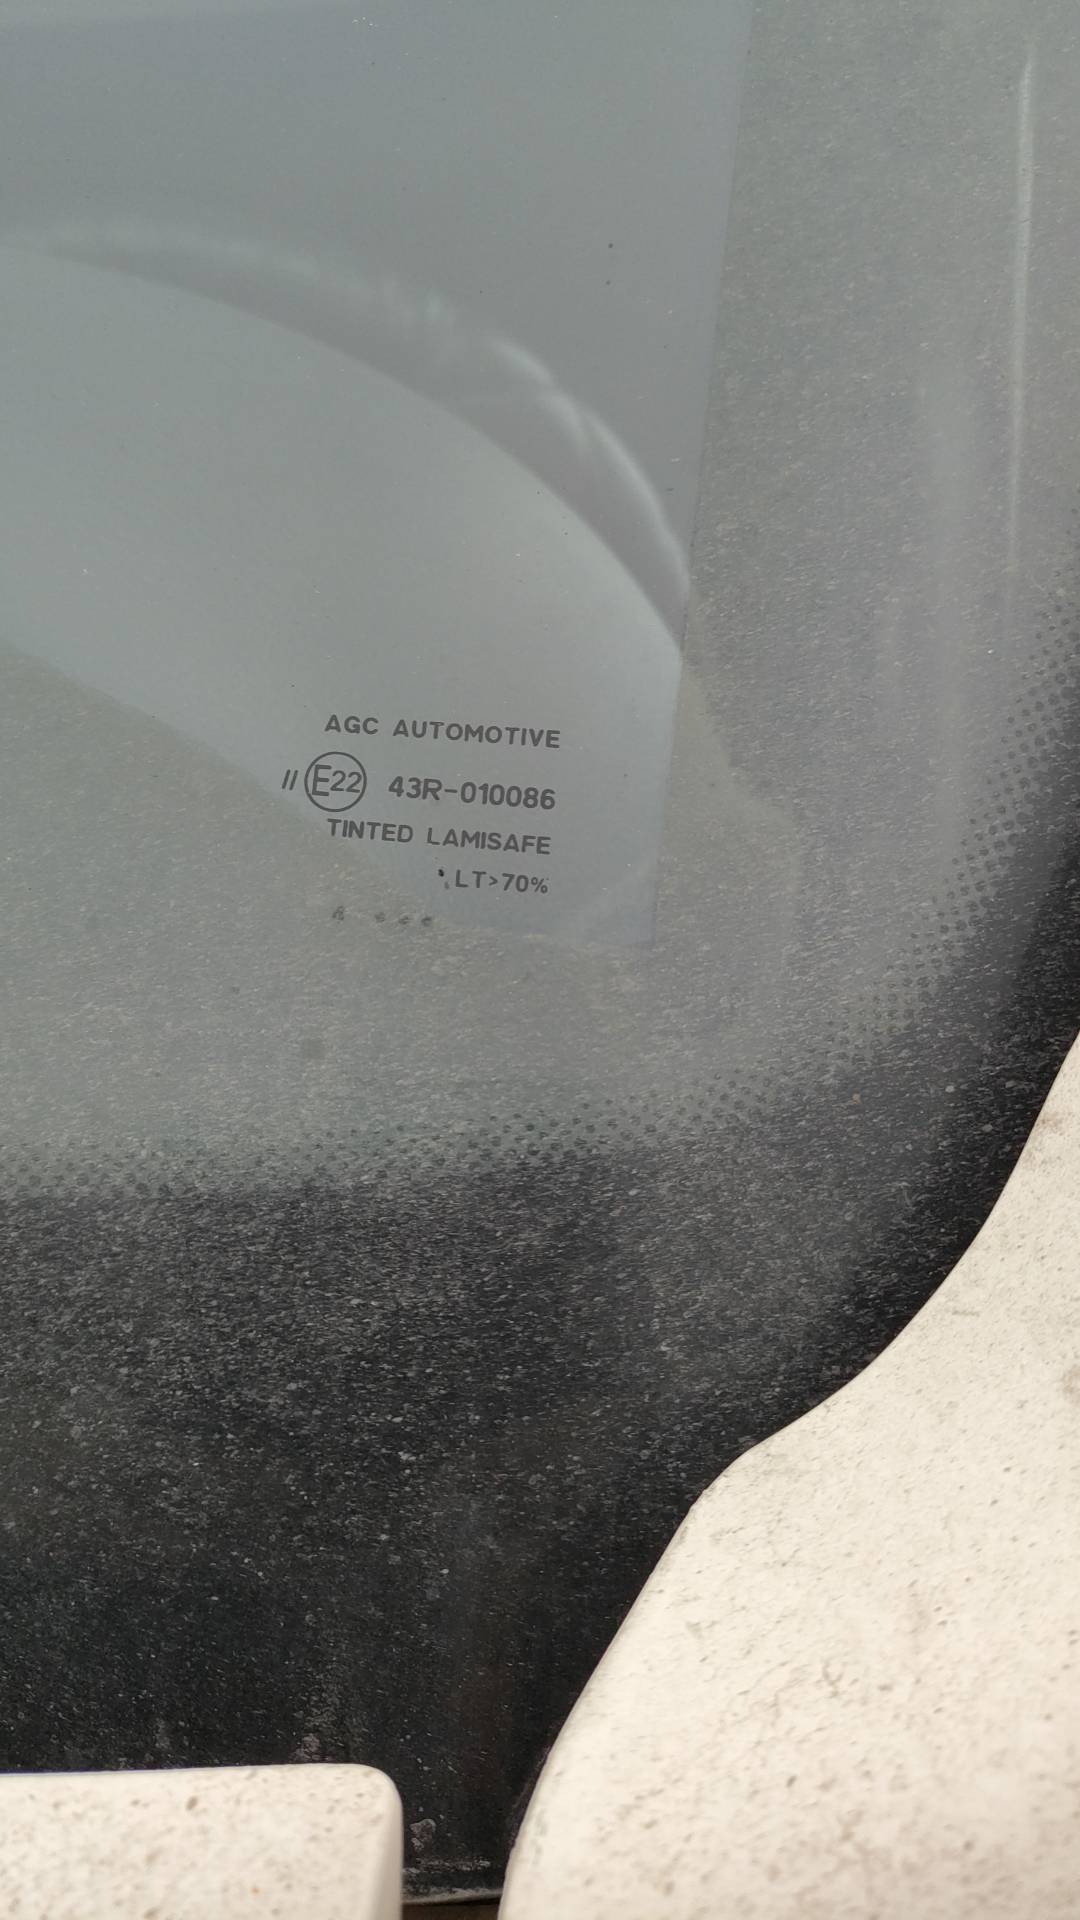 AGC AUTOMOTIVE
II E22 43R-010086
TINTED LAMISAFE
LT>70%